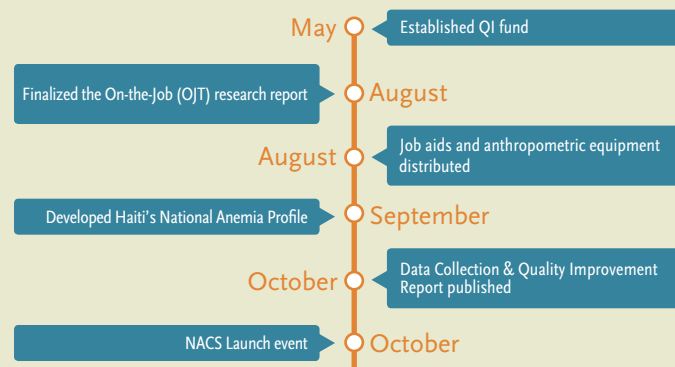 May
Established QI fund
Finalized the On-the-Job (OJT) research report
August
August
Job aids and anthropometric equipment
distributed
Developed Haiti's National Anemia Profile
September
October
Data Collection & Quality Improvement
Report published
NACS Launch event
October